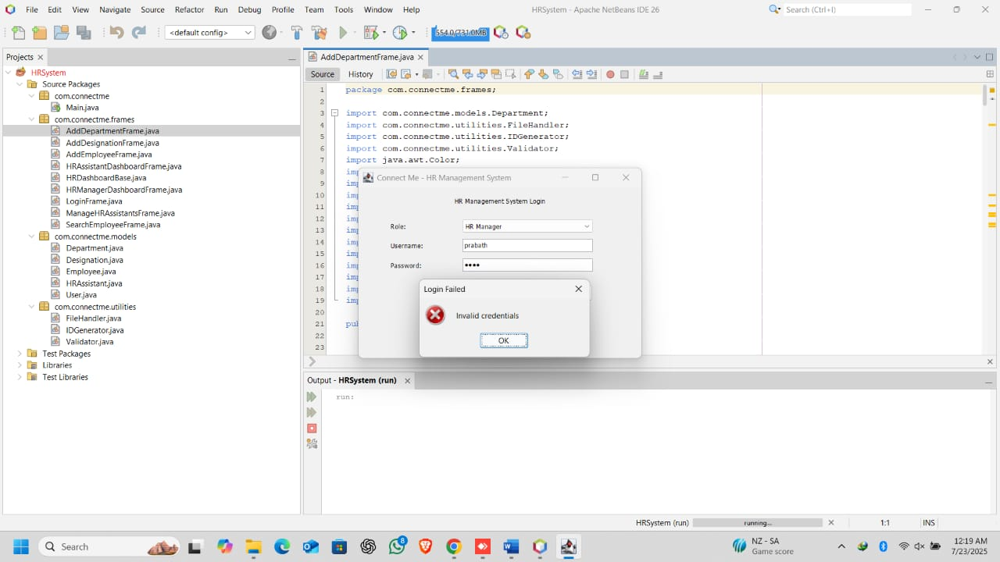 File Edit View Navigate Source Refactor Run Debug Profile Team Tools Window Help
HRSystem - Apache NetBeans IDE 26
Search (Ctrl+I)
<default config>
554.0/731.0MB
Projects
HRSystem
Source Packages
com.connectme
Main.java
com.connectme.frames
AddDepartmentFrame.java
AddDesignationFrame.java
AddEmployeeFrame.java
HRAssistantDashboardFrame.java
HRDashboardBase.java
HRManagerDashboardFrame.java
LoginFrame.java
ManageHRAssistantsFrame.java
SearchEmployeeFrame.java
com.connectme.models
Department.java
Designation.java
Employee.java
HRAssistant.java
User.java
com.connectme.utilities
FileHandler.java
IDGenerator.java
Validator.java
Test Packages
Libraries
Test Libraries
AddDepartmentFrame.java
Source History
1 package com.connectme.frames;
2
3 import com.connectme.models.Department;
4 import com.connectme.utilities.FileHandler;
5 import com.connectme.utilities.IDGenerator;
6 import com.connectme.utilities.Validator;
7 import java.awt.Color;
8 imp
9 imp
10 imp
11 imp
12 imp
13 imp
14 imp
15 imp
16 imp
17 imp
18 imp
19 imp
20
21 pub
22
23
Connect Me - HR Management System
HR Management System Login
Role: HR Manager
Username: prabath
Password: ••••
Login Failed
Invalid credentials
OK
Output - HRSystem (run)
run:
HRSystem (run) running... 1:1 INS
Search
8
NZ - SA
Game score
12:19 AM
7/23/2025